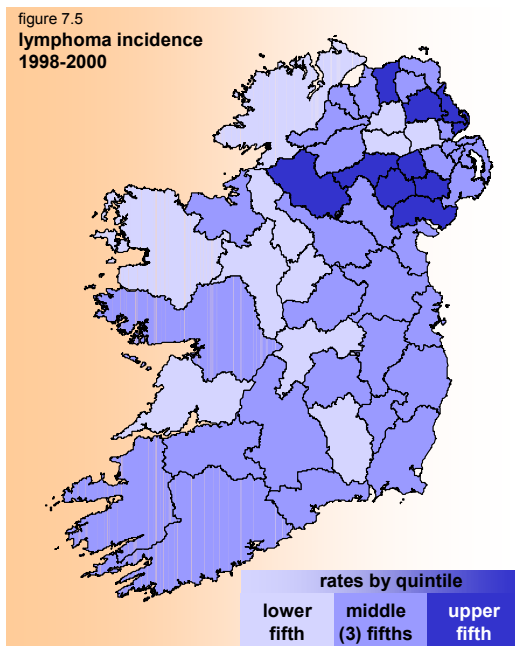 figure 7.5
lymphoma incidence
1998-2000
rates by quintile
lower fifth
middle (3) fifths
upper fifth